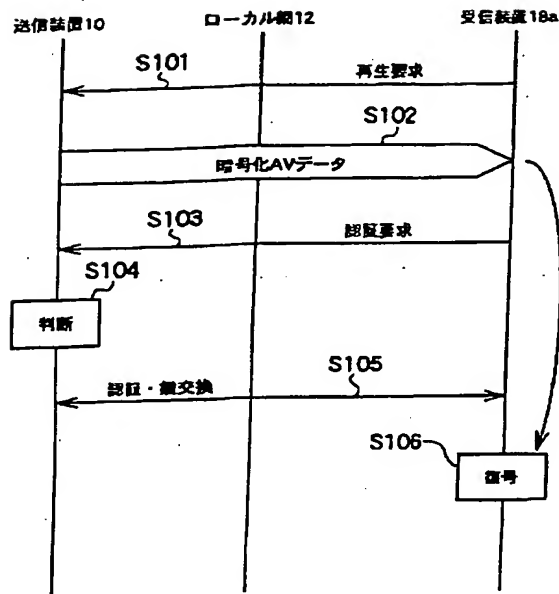 送信装置10 ローカル網12 受信装置18a
S101 再生要求
S102
暗号化AVデータ
S103 認証要求
S104
判断
認証・鍵交換 S105
S106
復号